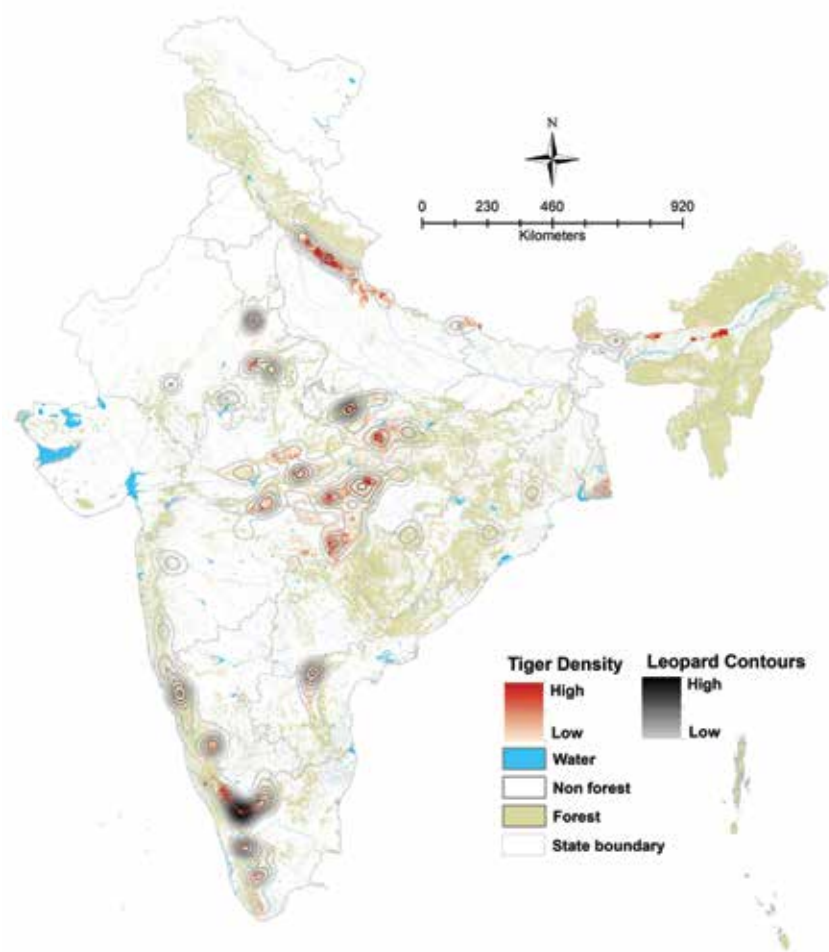 N
0 230 460 920
Kilometers
Tiger Density Leopard Contours
High High
Low Low
Water
Non forest
Forest
State boundary